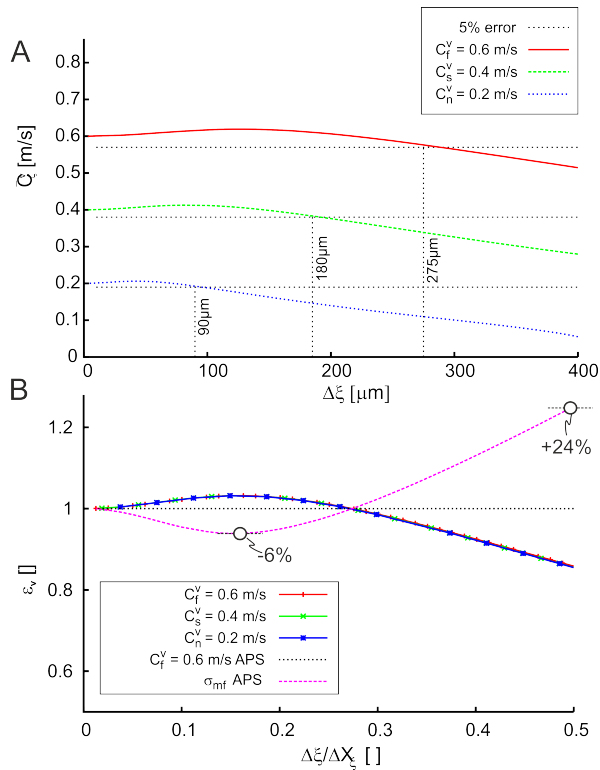 A
5% error
C_f^v = 0.6 m/s
C_s^v = 0.4 m/s
C_n^v = 0.2 m/s
0.8
0.7
0.6
0.5
0.4
0.3
0.2
0.1
0
C̄_ξ [m/s]
90µm
180µm
275µm
0
100
200
300
400
Δξ [µm]
B
1.2
1
0.8
0.6
ε_v []
+24%
-6%
C_f^v = 0.6 m/s
C_s^v = 0.4 m/s
C_n^v = 0.2 m/s
C_f^v = 0.6 m/s APS
σ_mf APS
0
0.1
0.2
0.3
0.4
0.5
Δξ/ΔX_ξ [ ]